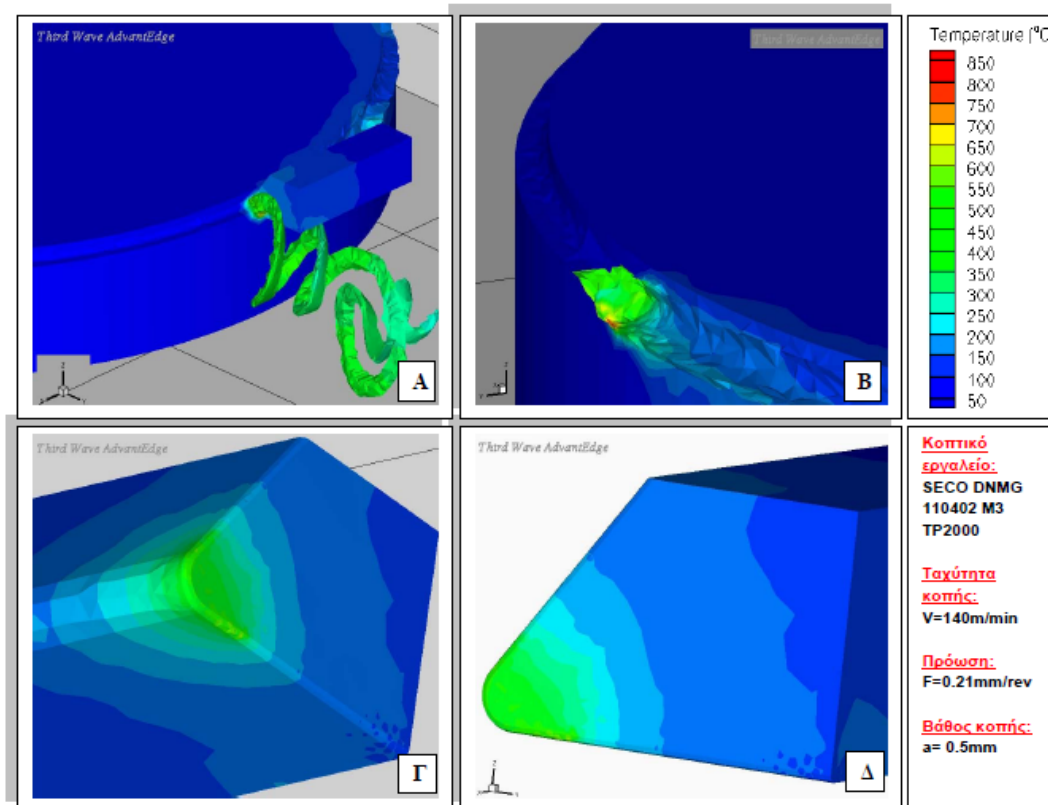 Third Wave AdvantEdge
A
Third Wave AdvantEdge
B
Temperature (°C
850
800
750
700
650
600
550
500
450
400
350
300
250
200
150
100
50
Third Wave AdvantEdge
Γ
Third Wave AdvantEdge
Δ
Κοπτικό
εργαλείο:
SECO DNMG
110402 M3
TP2000
Ταχύτητα
κοπής:
V=140m/min
Πρόωση:
F=0.21mm/rev
Βάθος κοπής:
a= 0.5mm